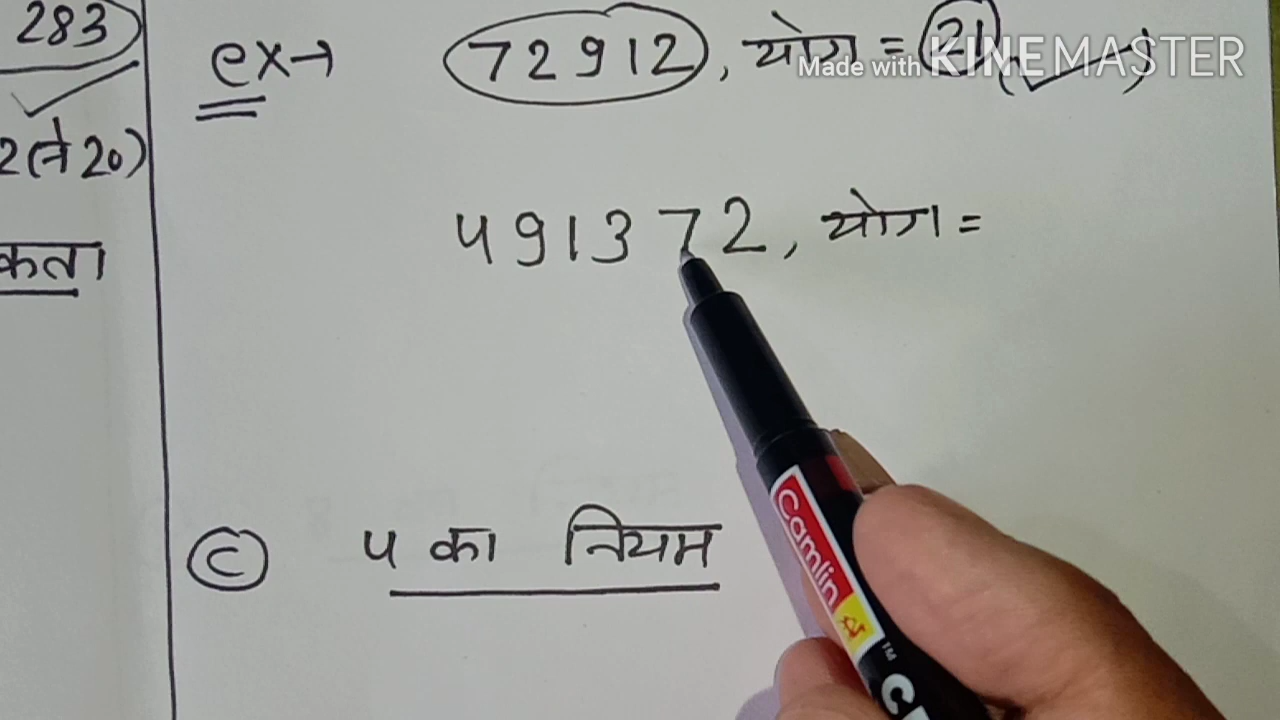 283
2 (ने 20)
कता
ex→ 72912, योग = 21 (✓)
491372, योग =
Ⓒ 4 का नियम
Made with KINEMASTER
Camlin